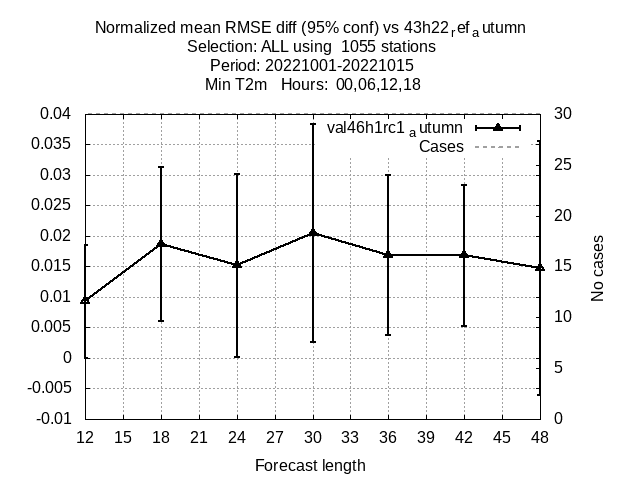 Normalized mean RMSE diff (95% conf) vs 43h22refautumn
Selection: ALL using  1055 stations
Period: 20221001-20221015
Min T2m   Hours:  00,06,12,18
val46h1rc1autumn
Cases
0.04
0.035
0.03
0.025
0.02
0.015
0.01
0.005
0
-0.005
-0.01
30
25
20
15
10
5
0
No cases
12 15 18 21 24 27 30 33 36 39 42 45 48
Forecast length